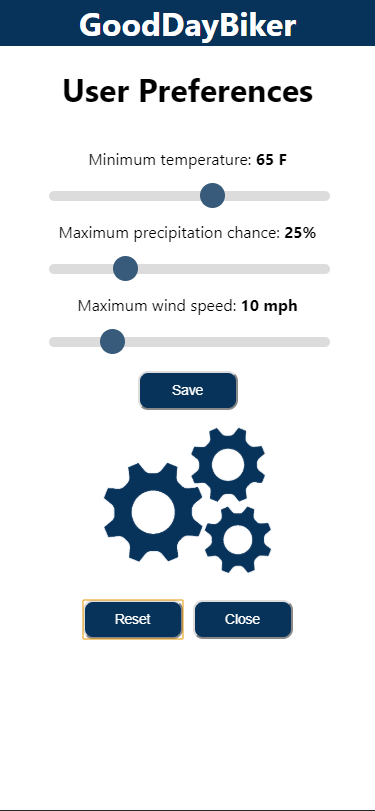 GoodDayBiker
User Preferences
Minimum temperature: 65 F
Maximum precipitation chance: 25%
Maximum wind speed: 10 mph
Save
Reset Close